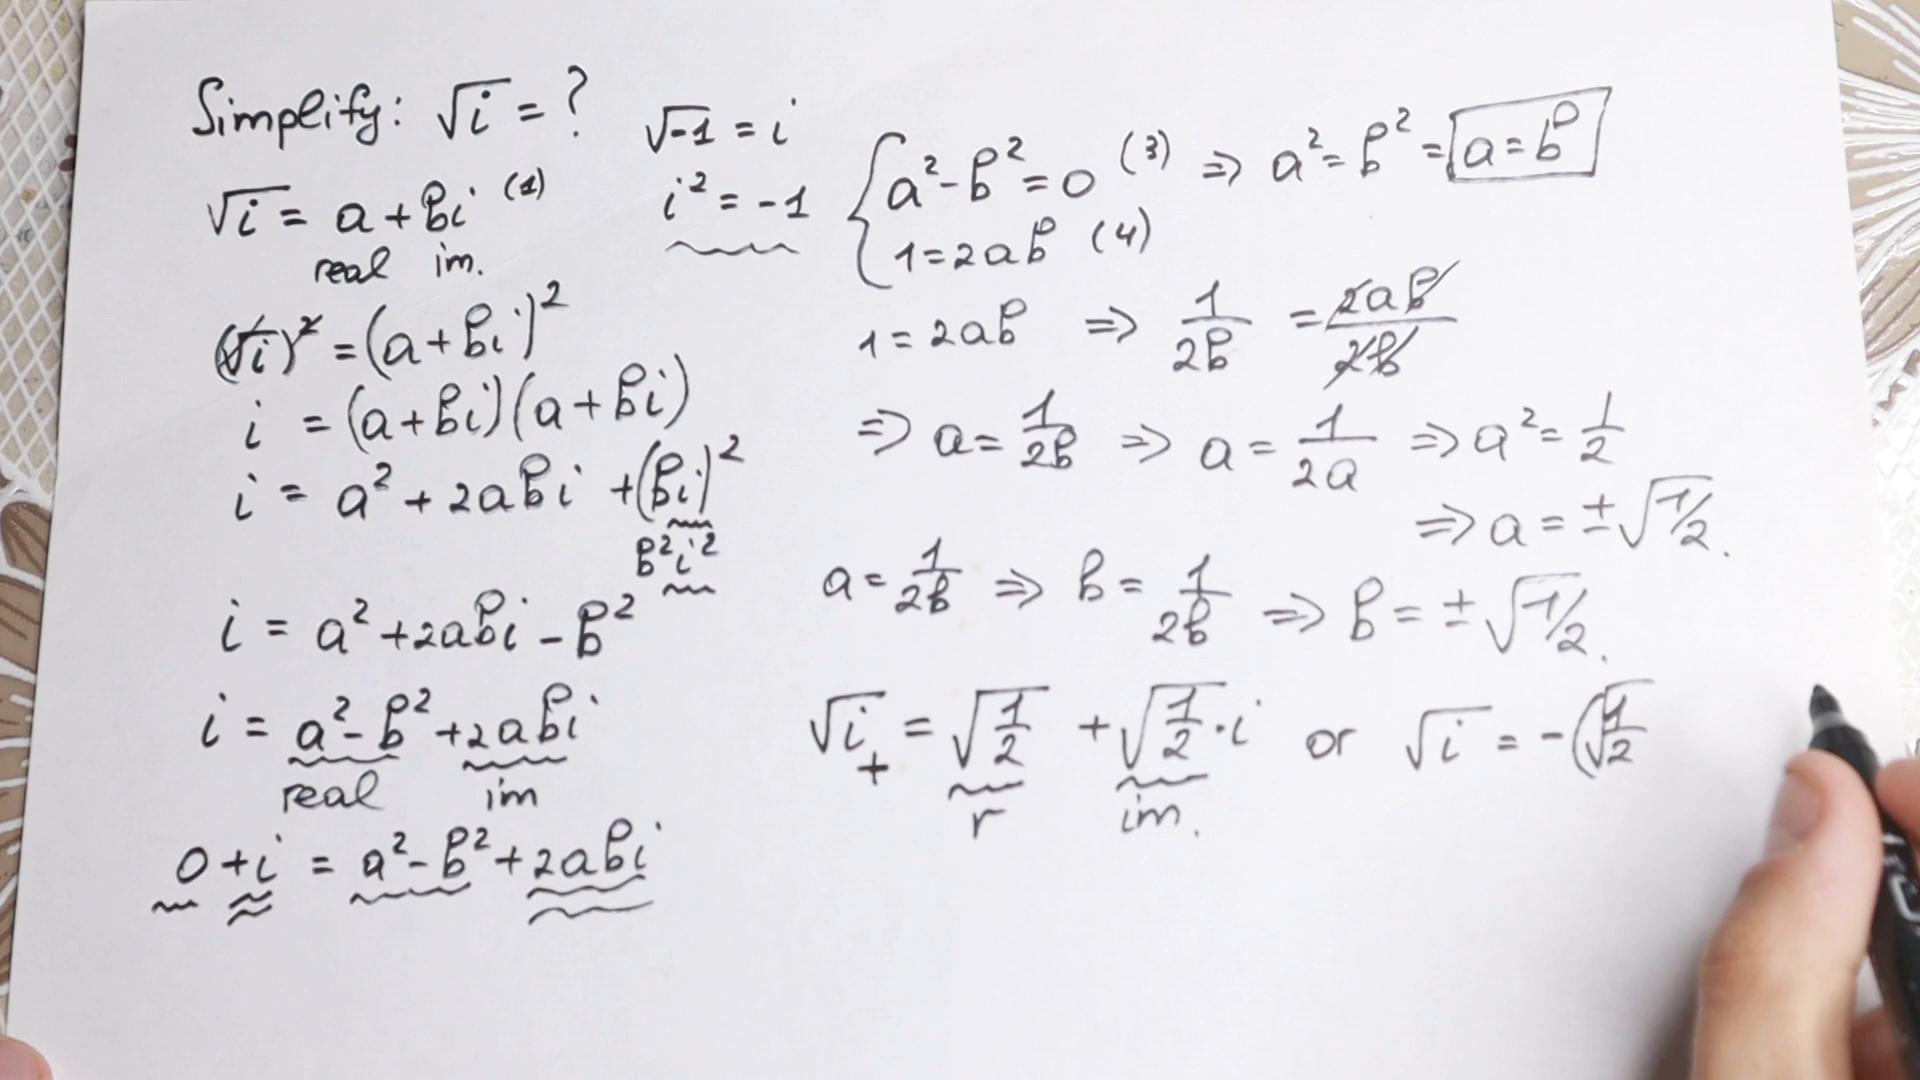 Simplify: √i = ?
√-1 = i
i² = -1
√i = a + bi (1)
real im.
(√i)² = (a + bi)²
i = (a + bi)(a + bi)
i = a² + 2abi + (bi)²
b²i²
i = a² + 2abi - b²
i = a² - b² + 2abi
real im
0 + i = a² - b² + 2abi
{ a² - b² = 0 (3) ⇒ a² = b² = a = b
1 = 2ab (4)
1 = 2ab ⇒ 1/2b = 2ab/2b
⇒ a = 1/2b ⇒ a = 1/2a ⇒ a² = 1/2
⇒ a = ±√1/2.
a = 1/2b ⇒ b = 1/2b ⇒ b = ±√1/2.
√i₊ = √1/2 + √1/2 · i or √i = -(√1/2
r im.